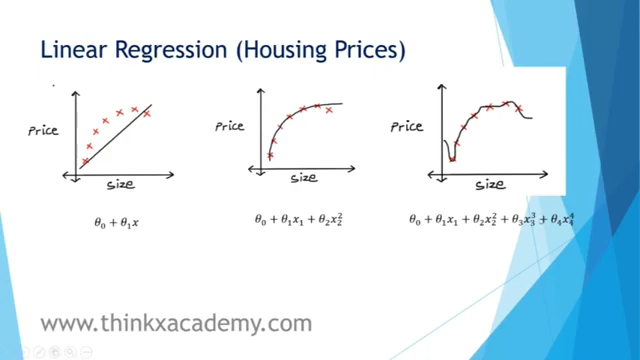 Linear Regression (Housing Prices)
Price
size
θ₀ + θ₁x
Price
size
θ₀ + θ₁x₁ + θ₂x₂²
Price
size
θ₀ + θ₁x₁ + θ₂x₂² + θ₃x₃³ + θ₄x₄⁴
www.thinkxacademy.com